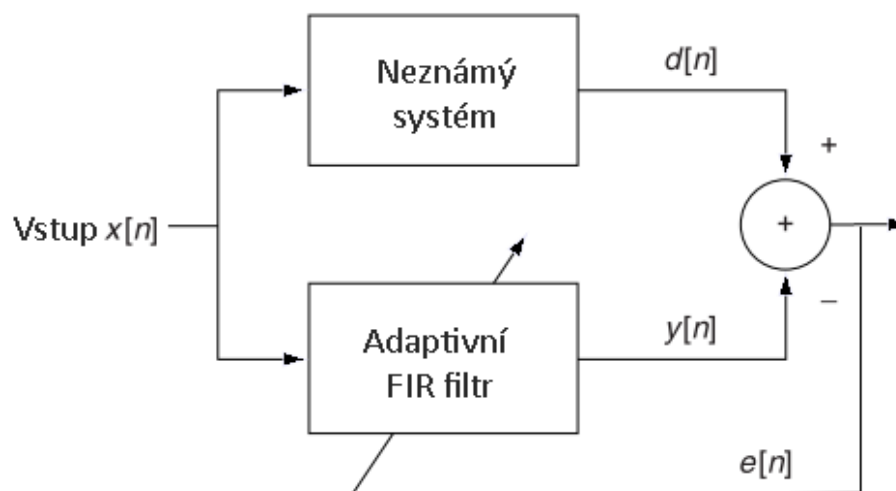 Neznámý
systém
d[n]
+
Vstup x[n]
+
Adaptivní
FIR filtr
y[n]
−
e[n]